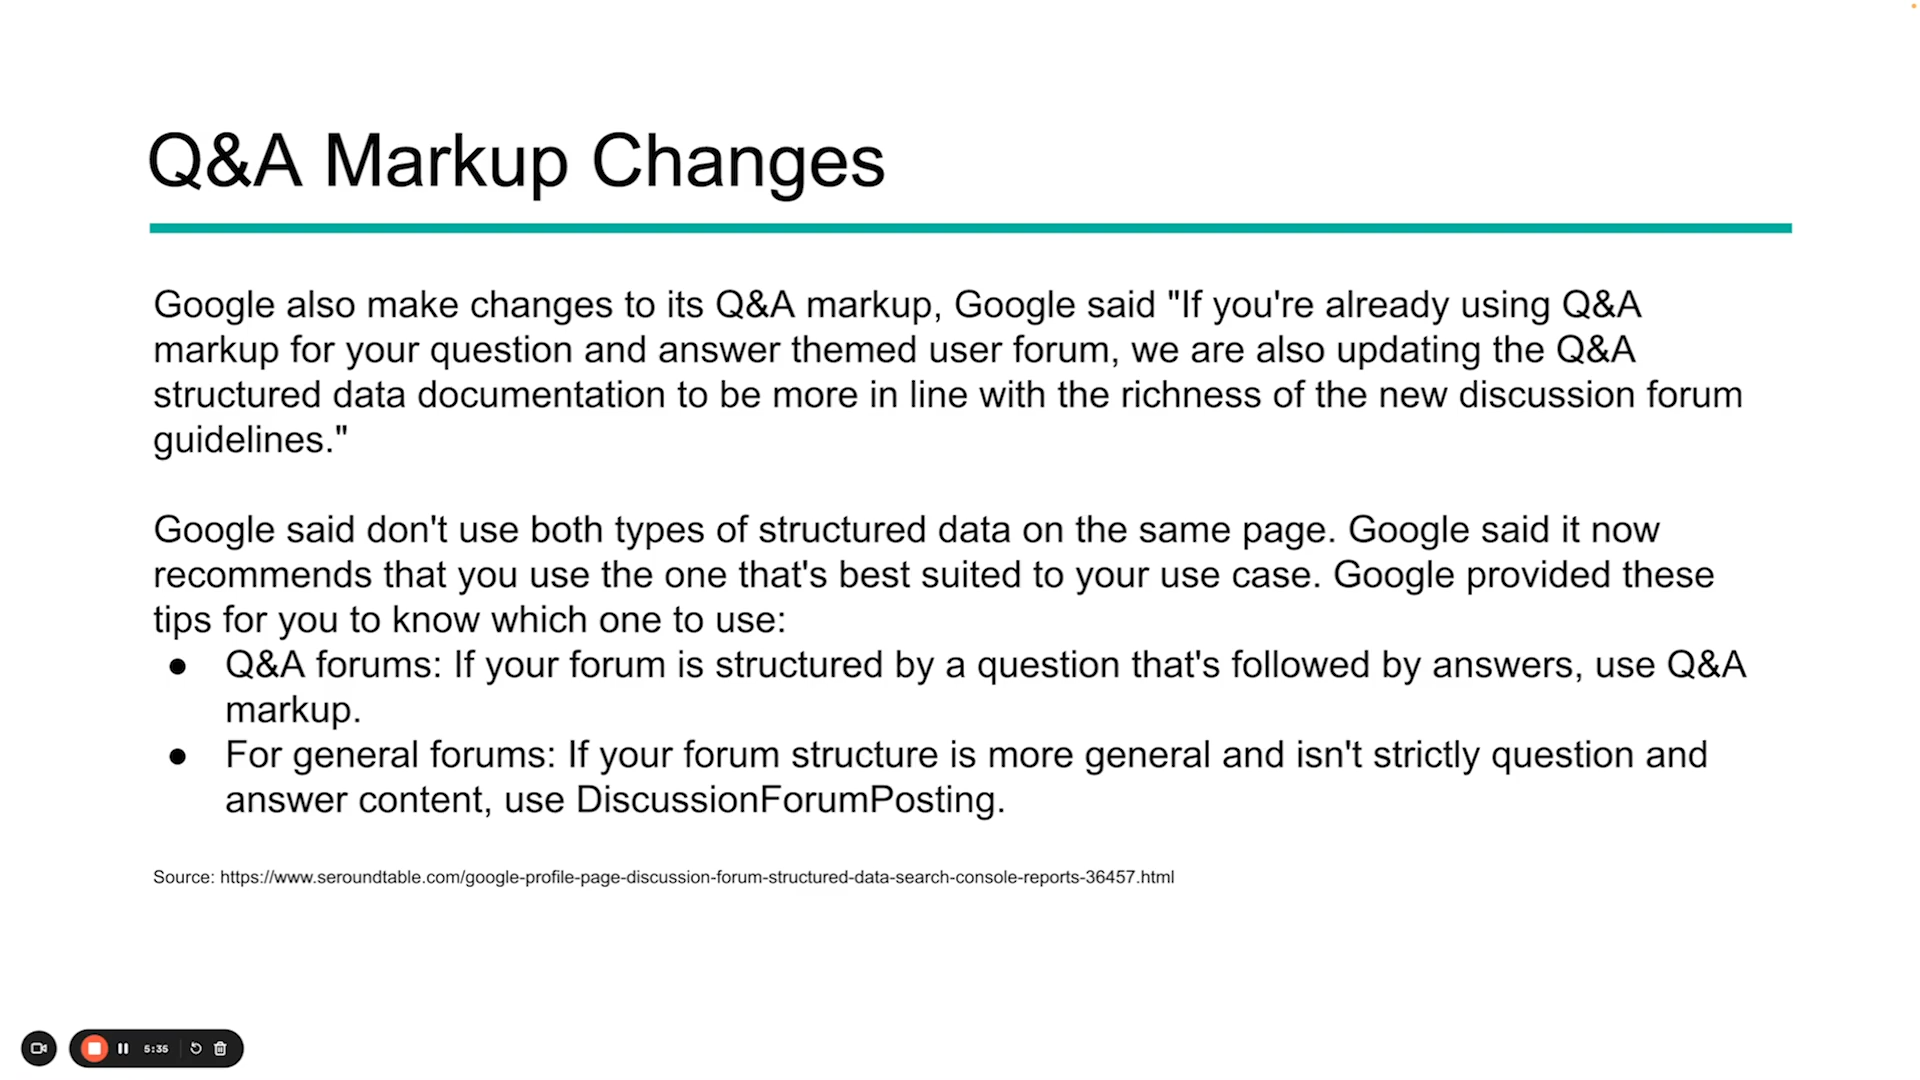 Q&A Markup Changes
Google also make changes to its Q&A markup, Google said "If you're already using Q&A
markup for your question and answer themed user forum, we are also updating the Q&A
structured data documentation to be more in line with the richness of the new discussion forum
guidelines."
Google said don't use both types of structured data on the same page. Google said it now
recommends that you use the one that's best suited to your use case. Google provided these
tips for you to know which one to use:
● Q&A forums: If your forum is structured by a question that's followed by answers, use Q&A
markup.
● For general forums: If your forum structure is more general and isn't strictly question and
answer content, use DiscussionForumPosting.
Source: https://www.seroundtable.com/google-profile-page-discussion-forum-structured-data-search-console-reports-36457.html
5:35